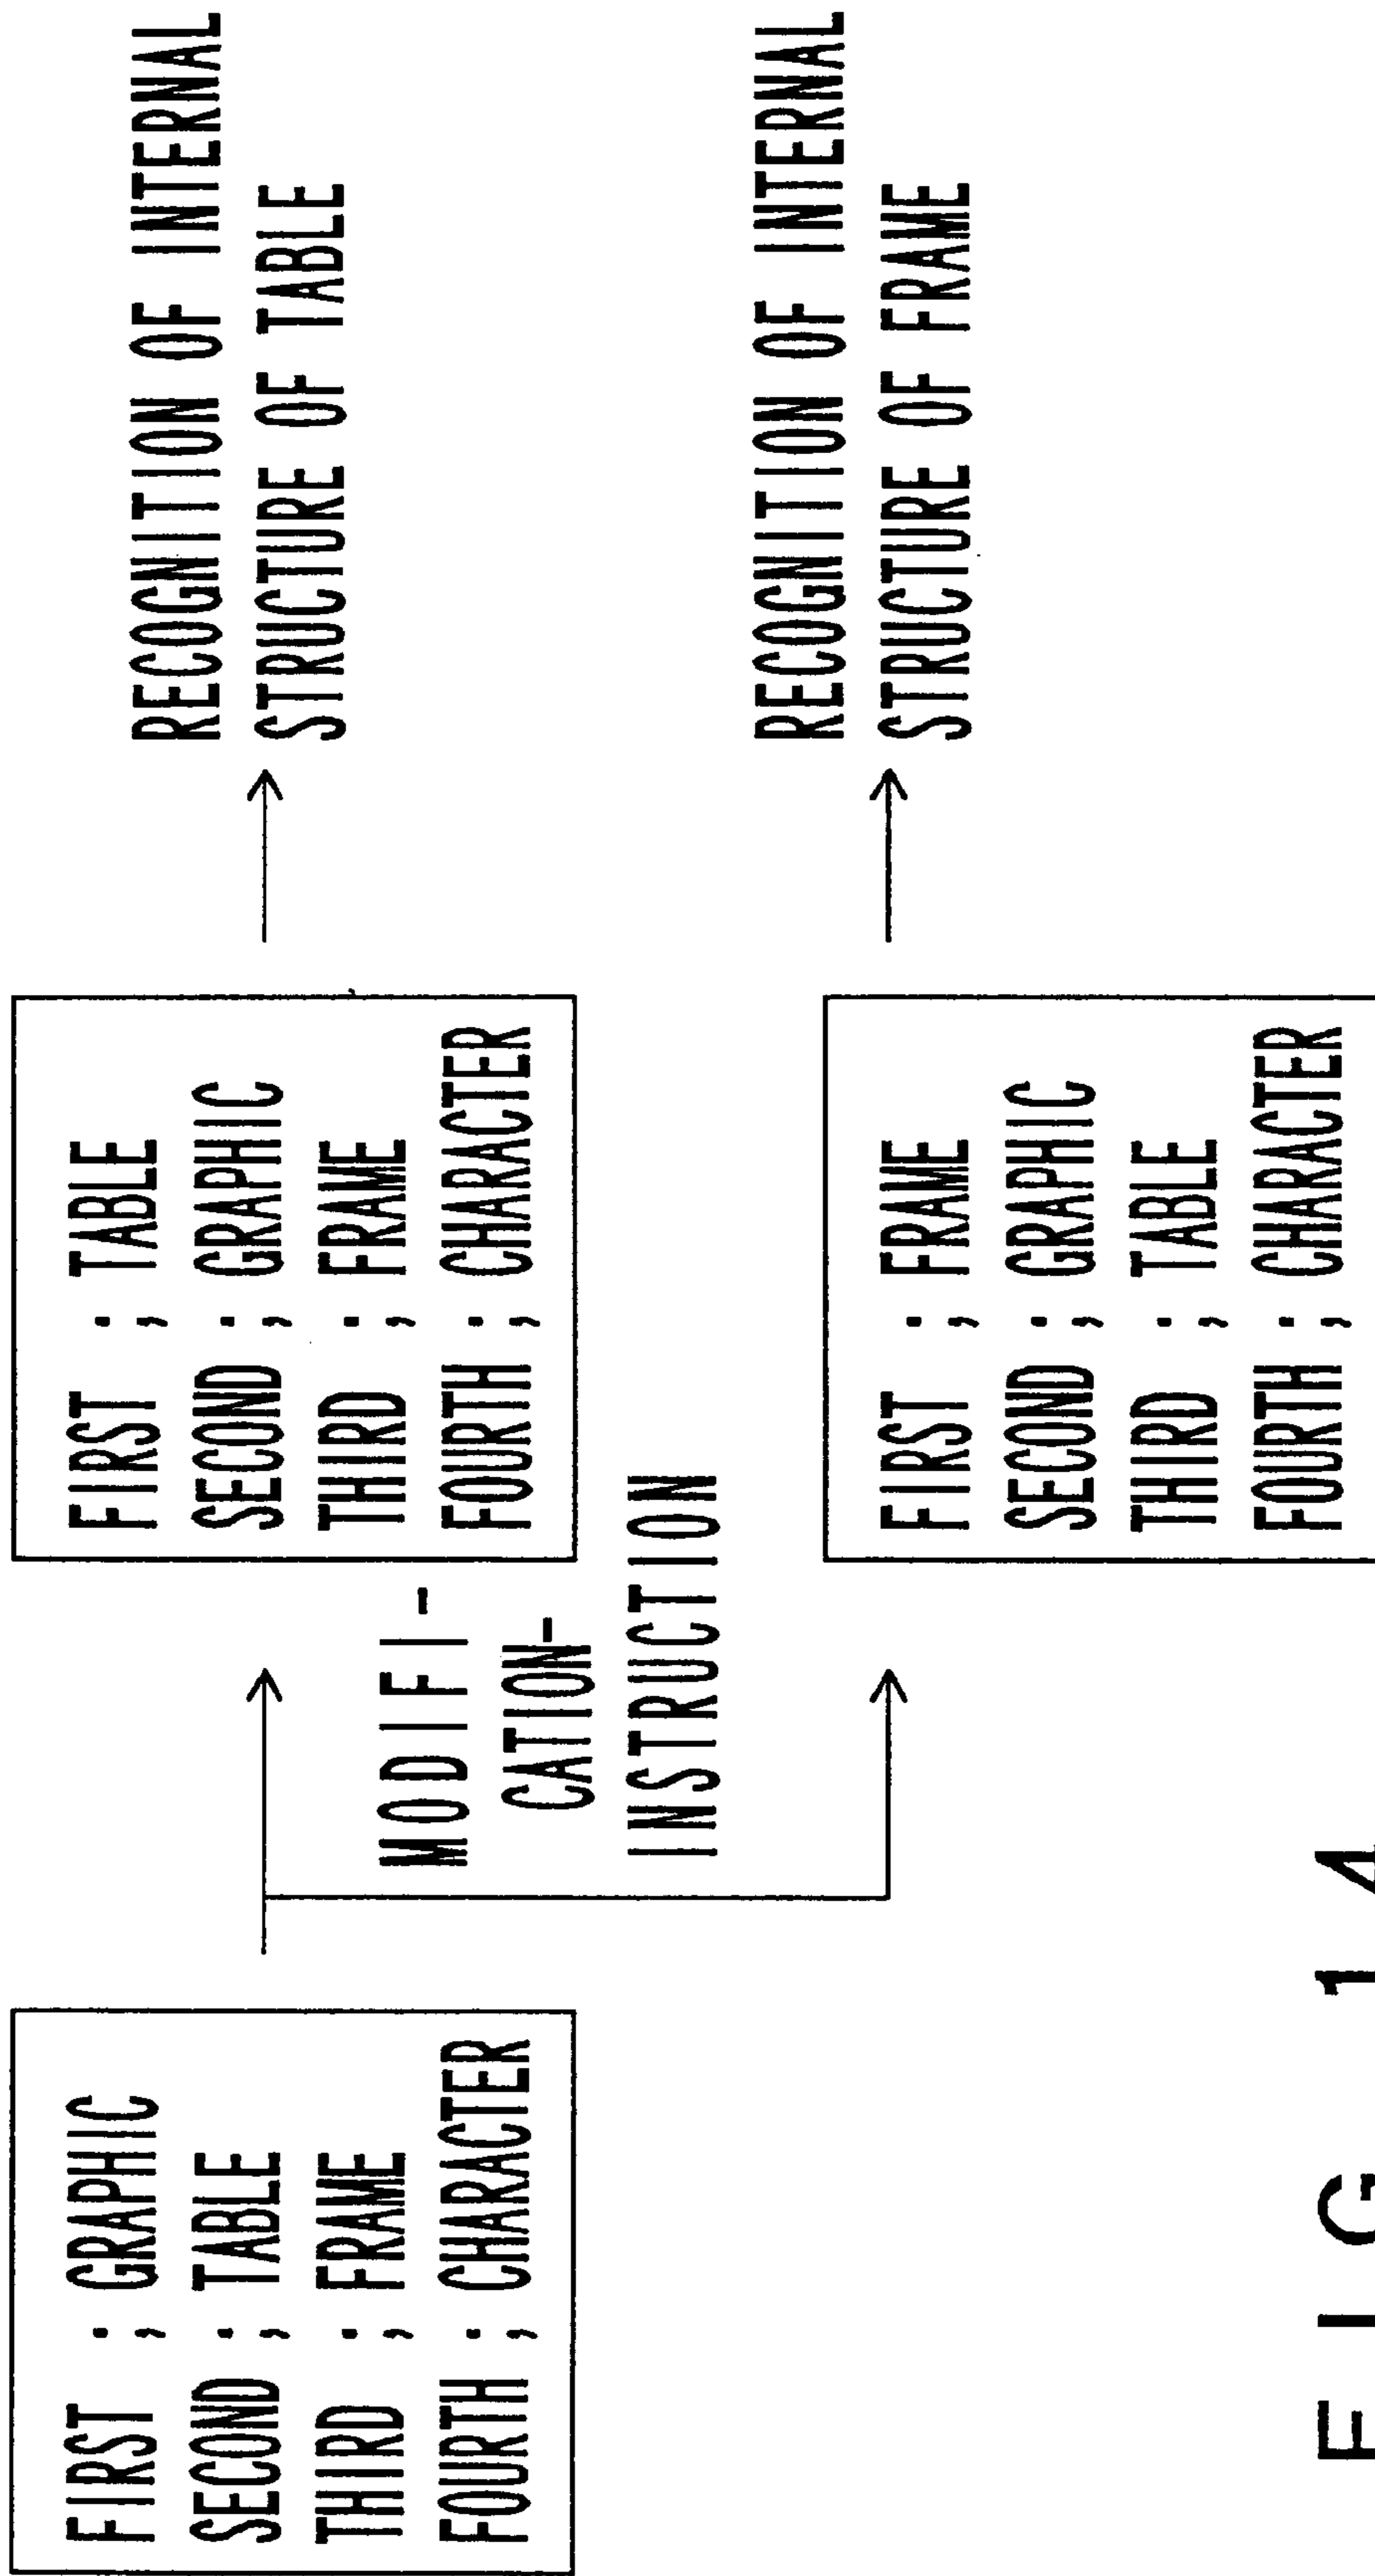 FIRST ; GRAPHIC
SECOND ; TABLE
THIRD ; FRAME
FOURTH ; CHARACTER
MODIFI-
CATION-
INSTRUCTION
FIRST ; TABLE
SECOND ; GRAPHIC
THIRD ; FRAME
FOURTH ; CHARACTER
RECOGNITION OF INTERNAL
STRUCTURE OF TABLE
FIRST ; FRAME
SECOND ; GRAPHIC
THIRD ; TABLE
FOURTH ; CHARACTER
RECOGNITION OF INTERNAL
STRUCTURE OF FRAME
FIG. 14